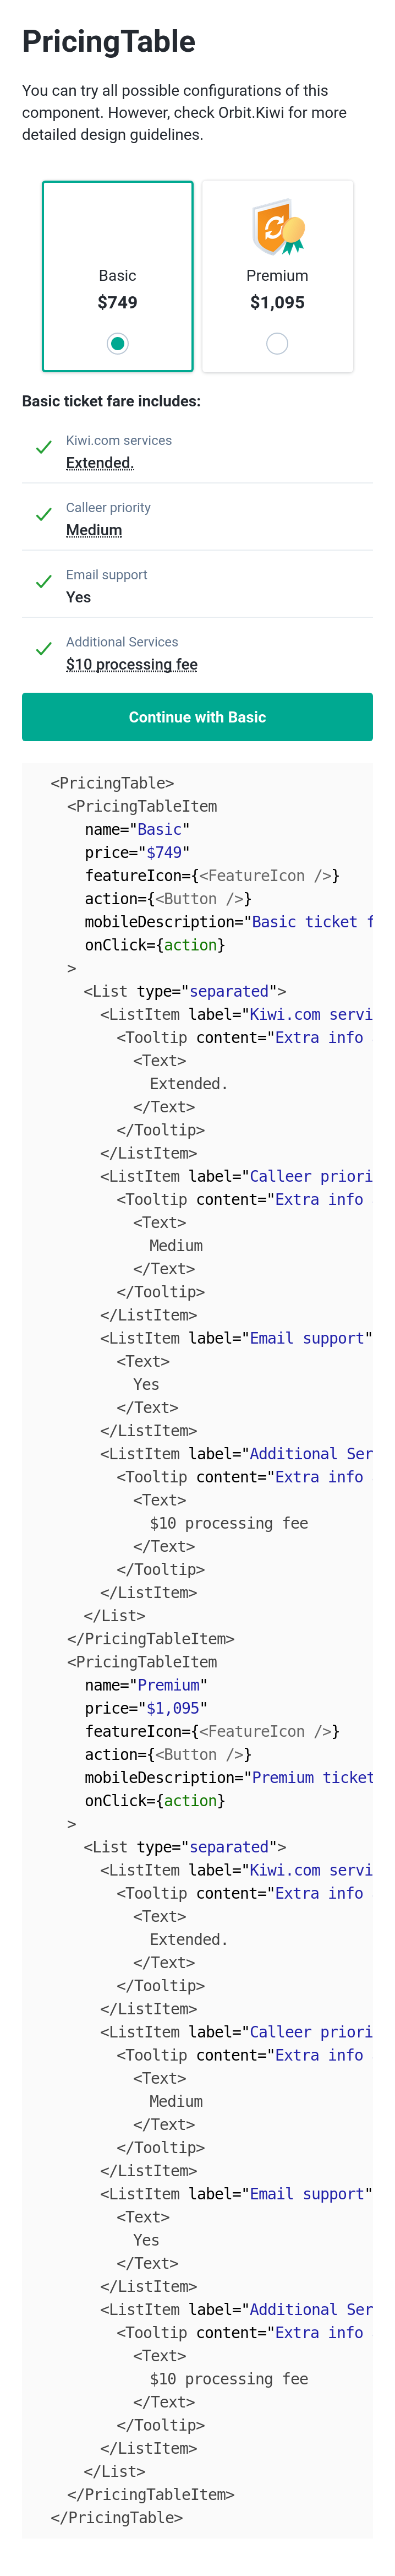 PricingTable
You can try all possible configurations of this
component. However, check Orbit.Kiwi for more
detailed design guidelines.
Basic
$749
Premium
$1,095
Basic ticket fare includes:
Kiwi.com services
Extended.
Calleer priority
Medium
Email support
Yes
Additional Services
$10 processing fee
Continue with Basic
<PricingTable>
<PricingTableItem
name="Basic"
price="$749"
featureIcon={<FeatureIcon />}
action={<Button />}
mobileDescription="Basic ticket f
onClick={action}
>
<List type="separated">
<ListItem label="Kiwi.com servi
<Tooltip content="Extra info
<Text>
Extended.
</Text>
</Tooltip>
</ListItem>
<ListItem label="Calleer priori
<Tooltip content="Extra info
<Text>
Medium
</Text>
</Tooltip>
</ListItem>
<ListItem label="Email support"
<Text>
Yes
</Text>
</ListItem>
<ListItem label="Additional Ser
<Tooltip content="Extra info
<Text>
$10 processing fee
</Text>
</Tooltip>
</ListItem>
</List>
</PricingTableItem>
<PricingTableItem
name="Premium"
price="$1,095"
featureIcon={<FeatureIcon />}
action={<Button />}
mobileDescription="Premium ticket
onClick={action}
>
<List type="separated">
<ListItem label="Kiwi.com servi
<Tooltip content="Extra info
<Text>
Extended.
</Text>
</Tooltip>
</ListItem>
<ListItem label="Calleer priori
<Tooltip content="Extra info
<Text>
Medium
</Text>
</Tooltip>
</ListItem>
<ListItem label="Email support"
<Text>
Yes
</Text>
</ListItem>
<ListItem label="Additional Ser
<Tooltip content="Extra info
<Text>
$10 processing fee
</Text>
</Tooltip>
</ListItem>
</List>
</PricingTableItem>
</PricingTable>